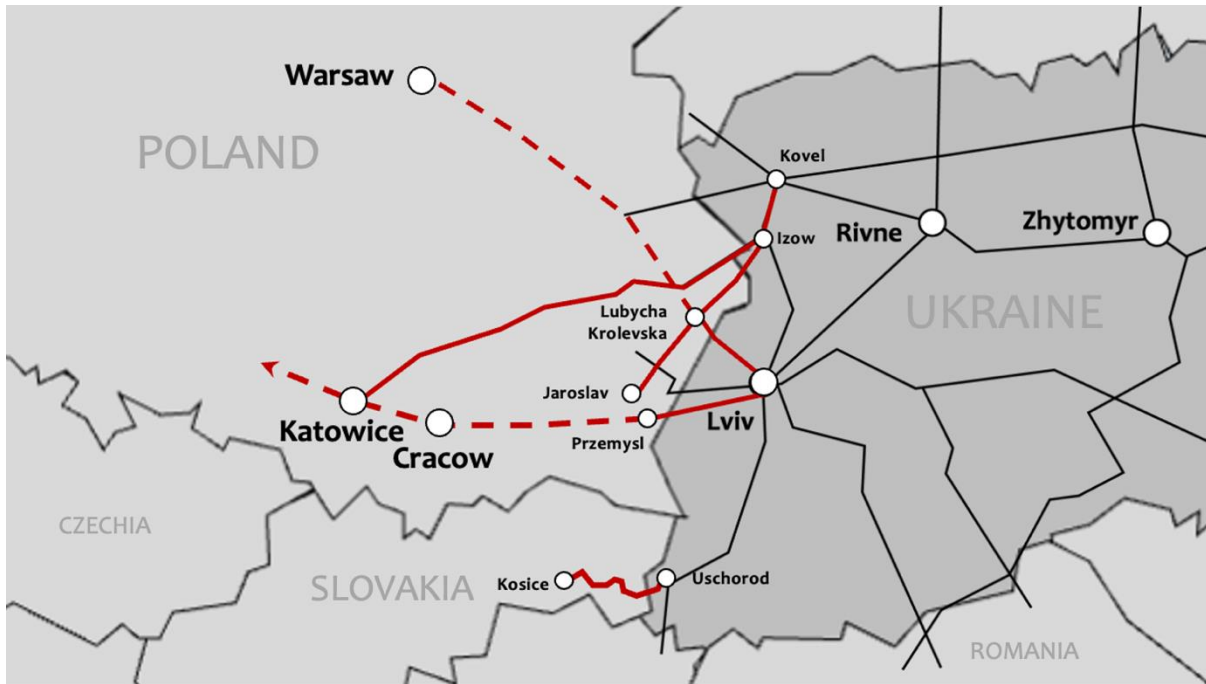 Warsaw
POLAND
Kovel
Rivne
Zhytomyr
Izow
UKRAINE
Lubycha
Krolevska
Jaroslav
Katowice
Cracow
Przemysl
Lviv
CZECHIA
SLOVAKIA
Kosice
Uschorod
ROMANIA